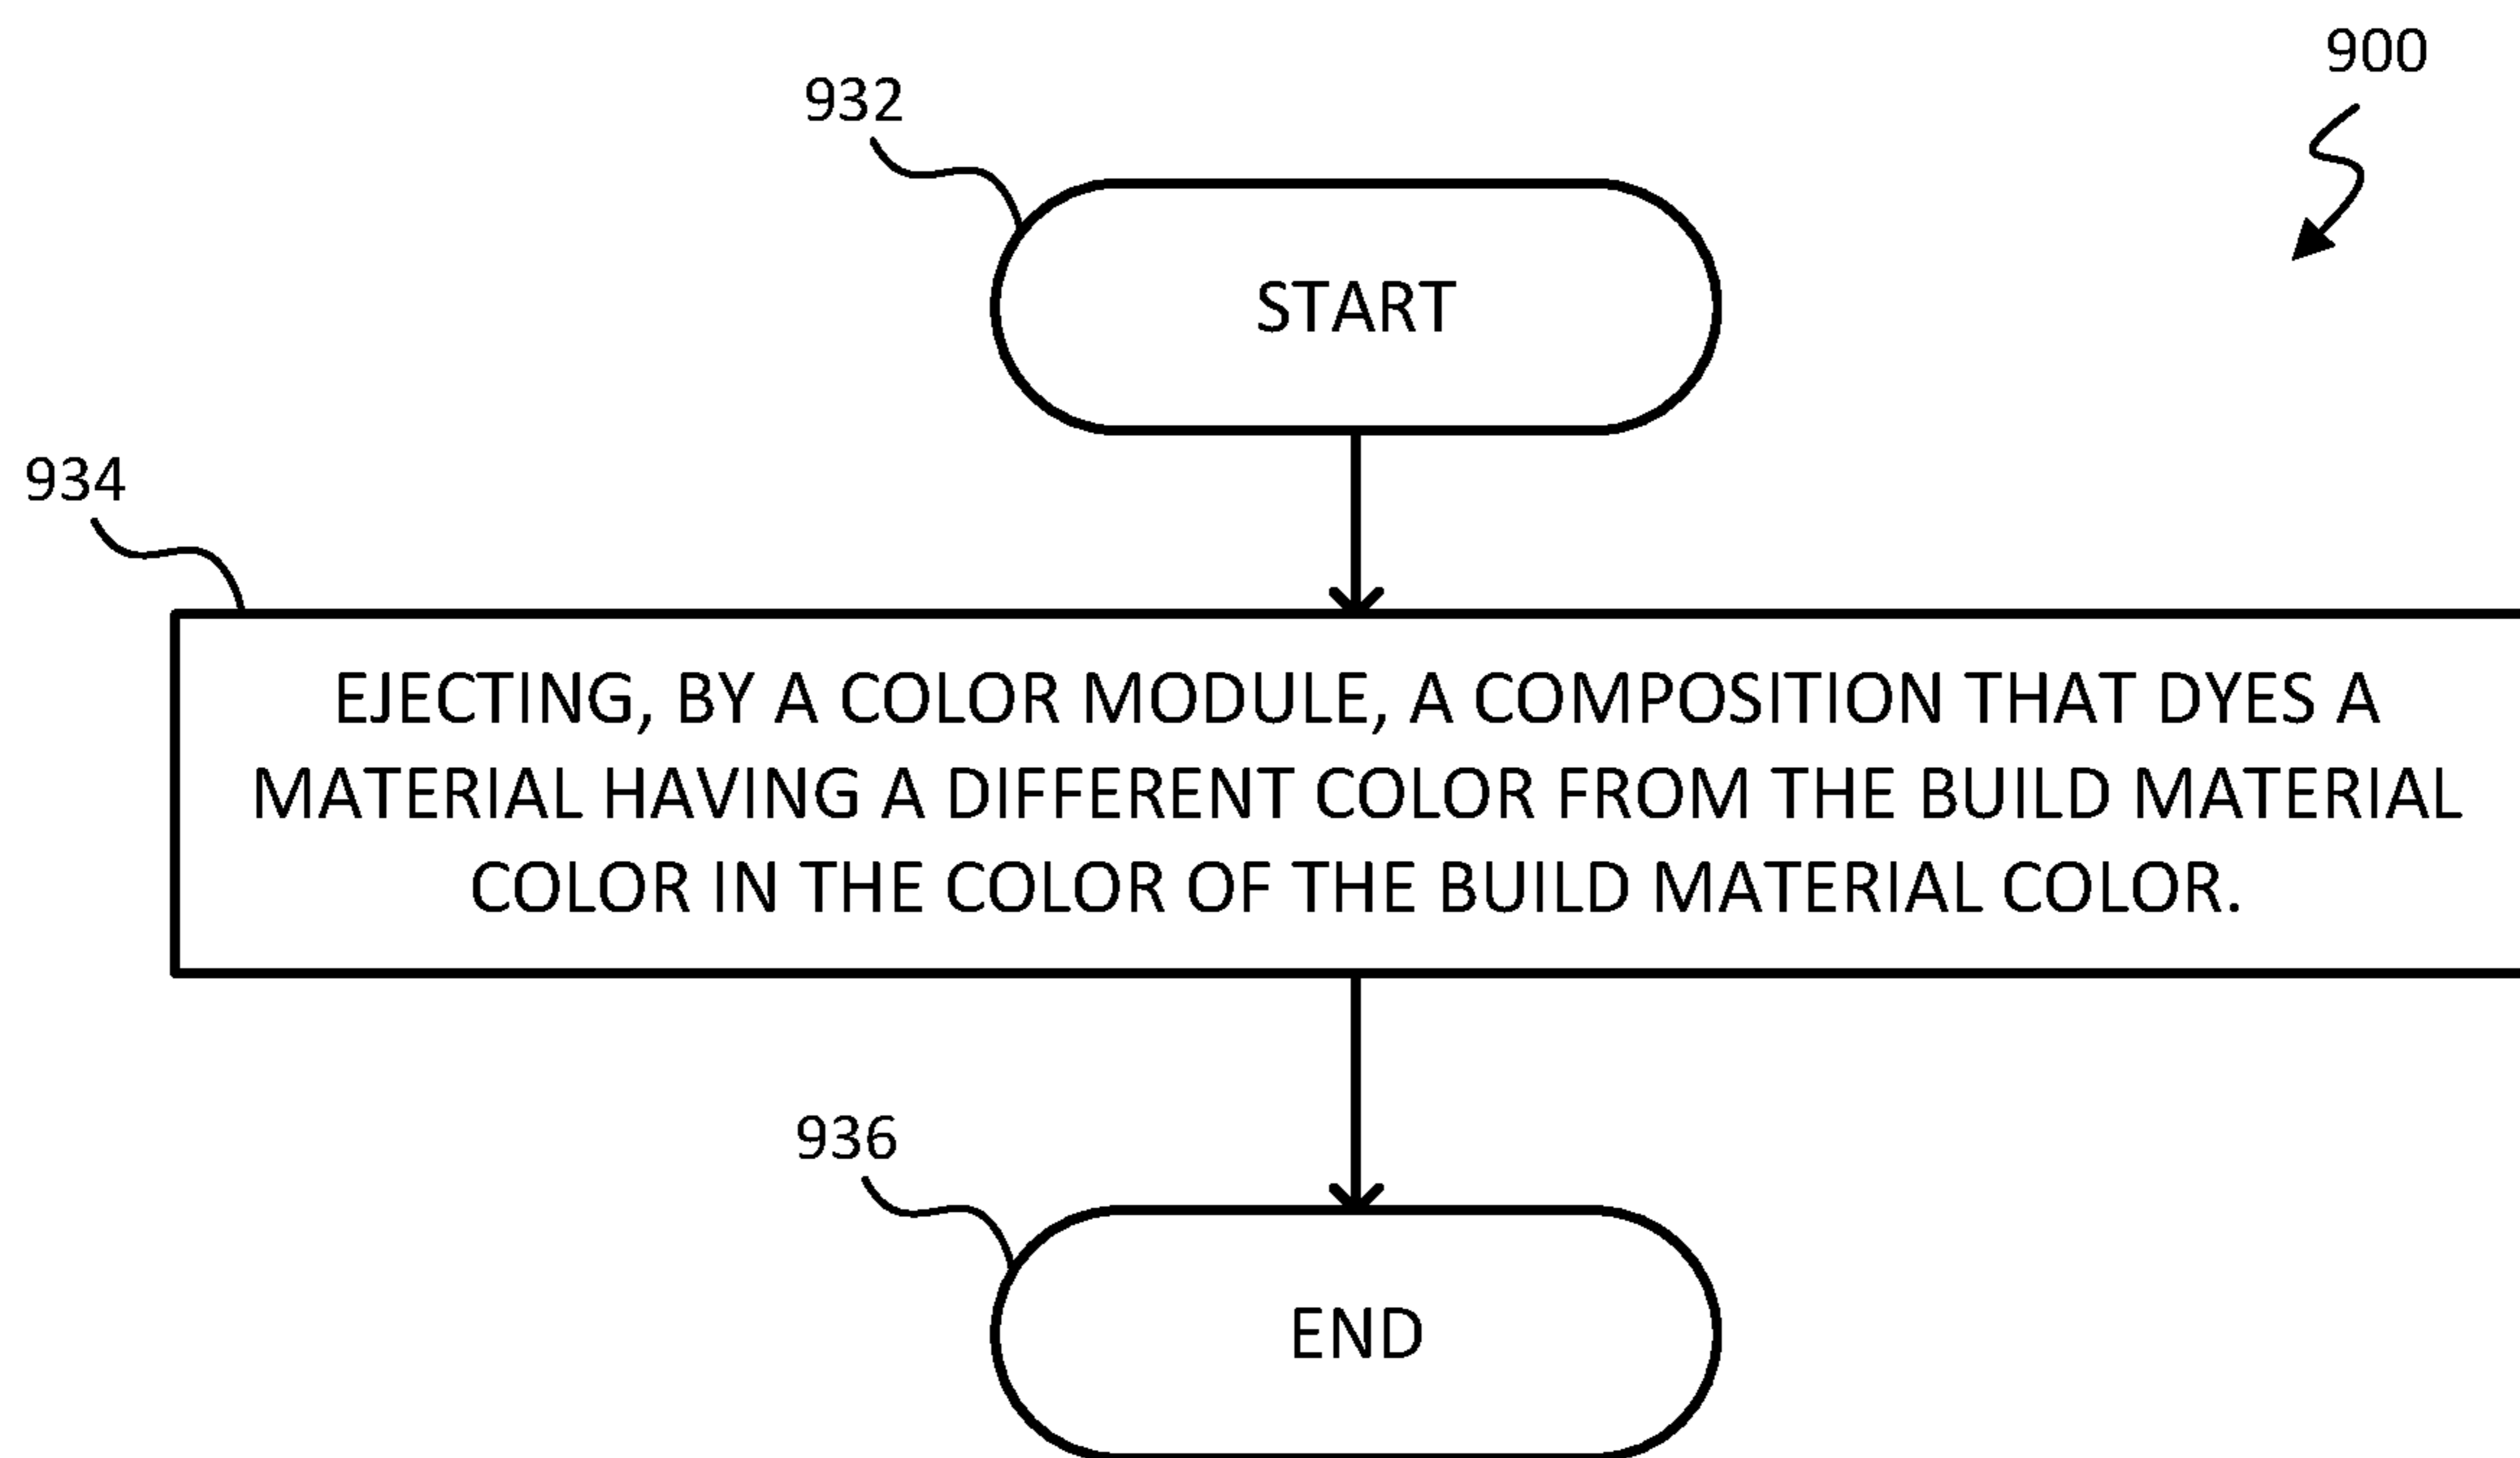 900
932
START
934
EJECTING, BY A COLOR MODULE, A COMPOSITION THAT DYES A
MATERIAL HAVING A DIFFERENT COLOR FROM THE BUILD MATERIAL
COLOR IN THE COLOR OF THE BUILD MATERIAL COLOR.
936
END